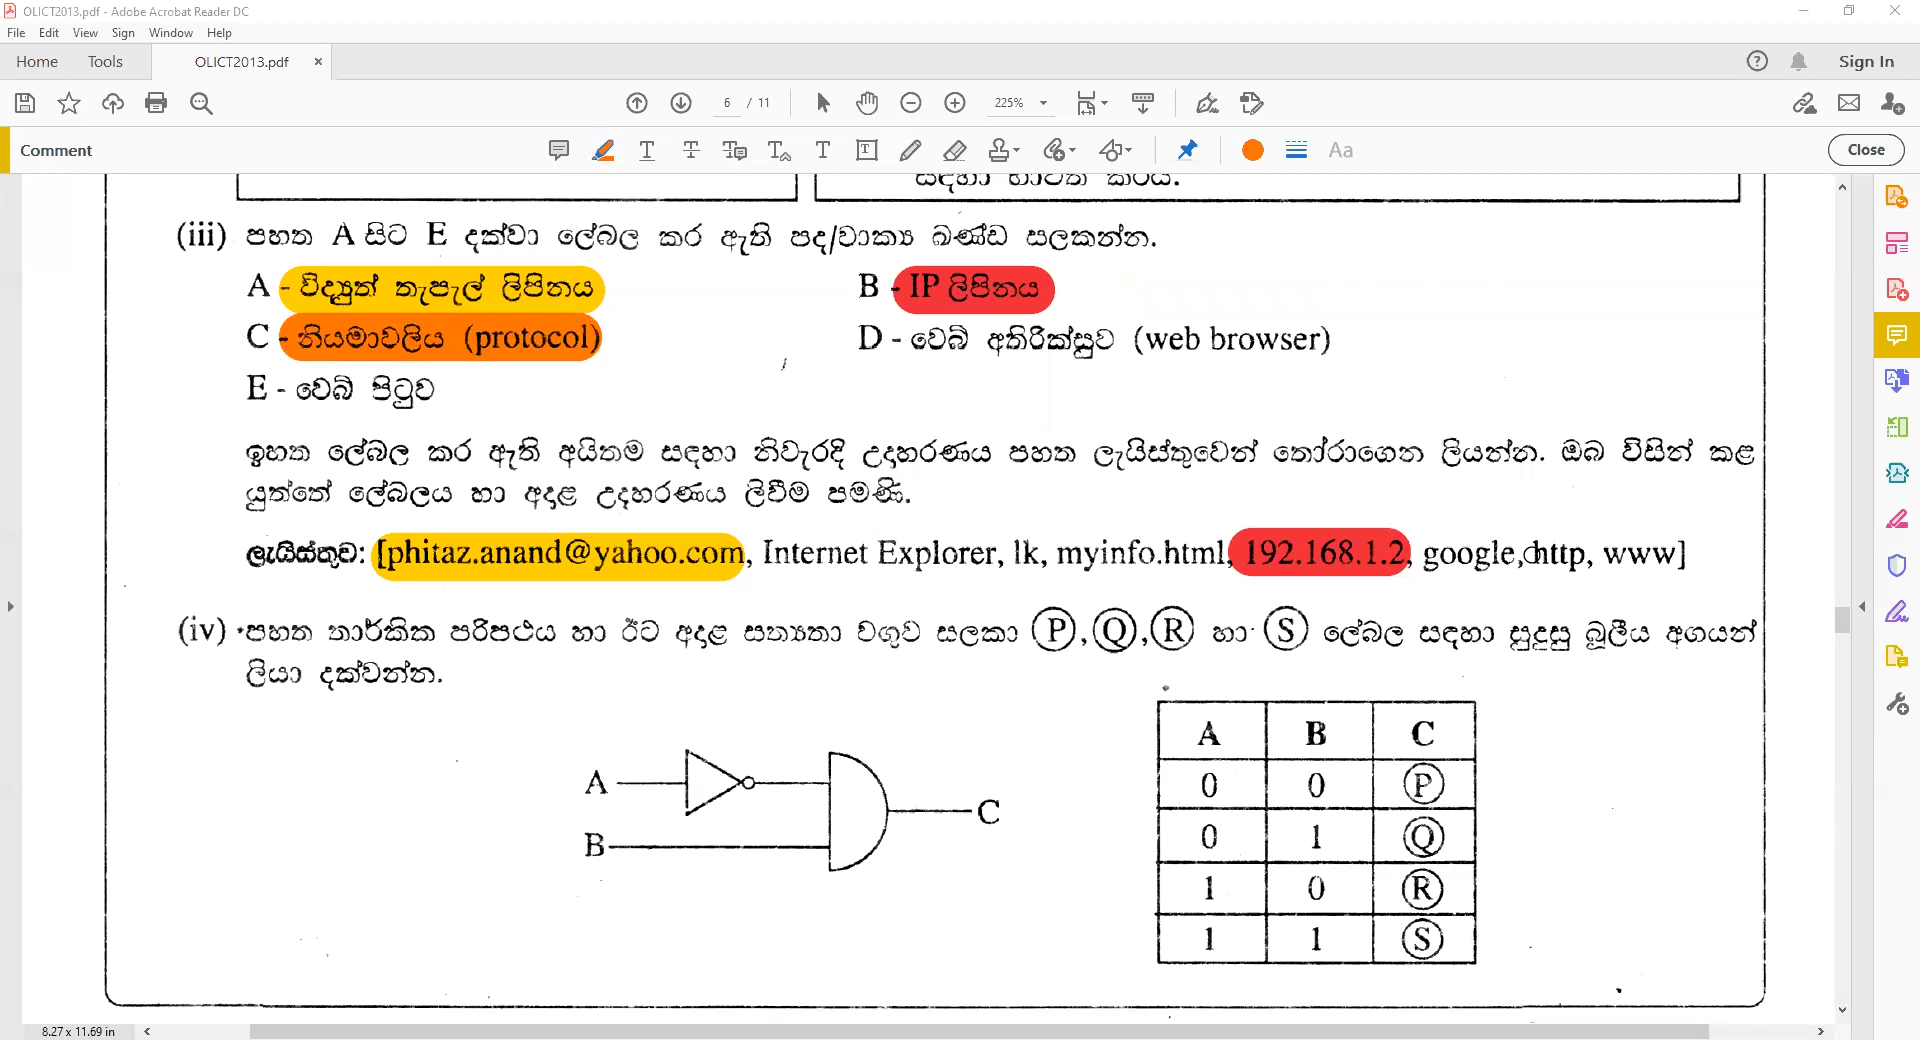 OLICT2013.pdf - Adobe Acrobat Reader DC
File Edit View Sign Window Help
Home Tools OLICT2013.pdf × Sign In
6 / 11 225%
Comment Close
(iii) පහත A සිට E දක්වා ලේබල කර ඇති පද/වාක්‍ය ඛණ්ඩ සලකන්න.
A - විද්‍යුත් තැපැල් ලිපිනය B - IP ලිපිනය
C - නියමාවලිය (protocol) D - වෙබ් අතිරික්සුව (web browser)
E - වෙබ් පිටුව
ඉහත ලේබල කර ඇති අයිතම සඳහා නිවැරදි උදාහරණය පහත ලැයිස්තුවෙන් තෝරාගෙන ලියන්න. ඔබ විසින් කළ
යුත්තේ ලේබලය හා අදාළ උදාහරණය ලිවීම පමණි.
ලැයිස්තුව: [phitaz.anand@yahoo.com, Internet Explorer, lk, myinfo.html, 192.168.1.2, google, http, www]
(iv) පහත තාර්කික පරිපථය හා ඊට අදාළ සත්‍යතා වගුව සලකා P, Q, R හා S ලේබල සඳහා සුදුසු බූලීය අගයන්
ලියා දක්වන්න.
A B C
A
B
C
0 0 P
0 1 Q
1 0 R
1 1 S
8.27 x 11.69 in